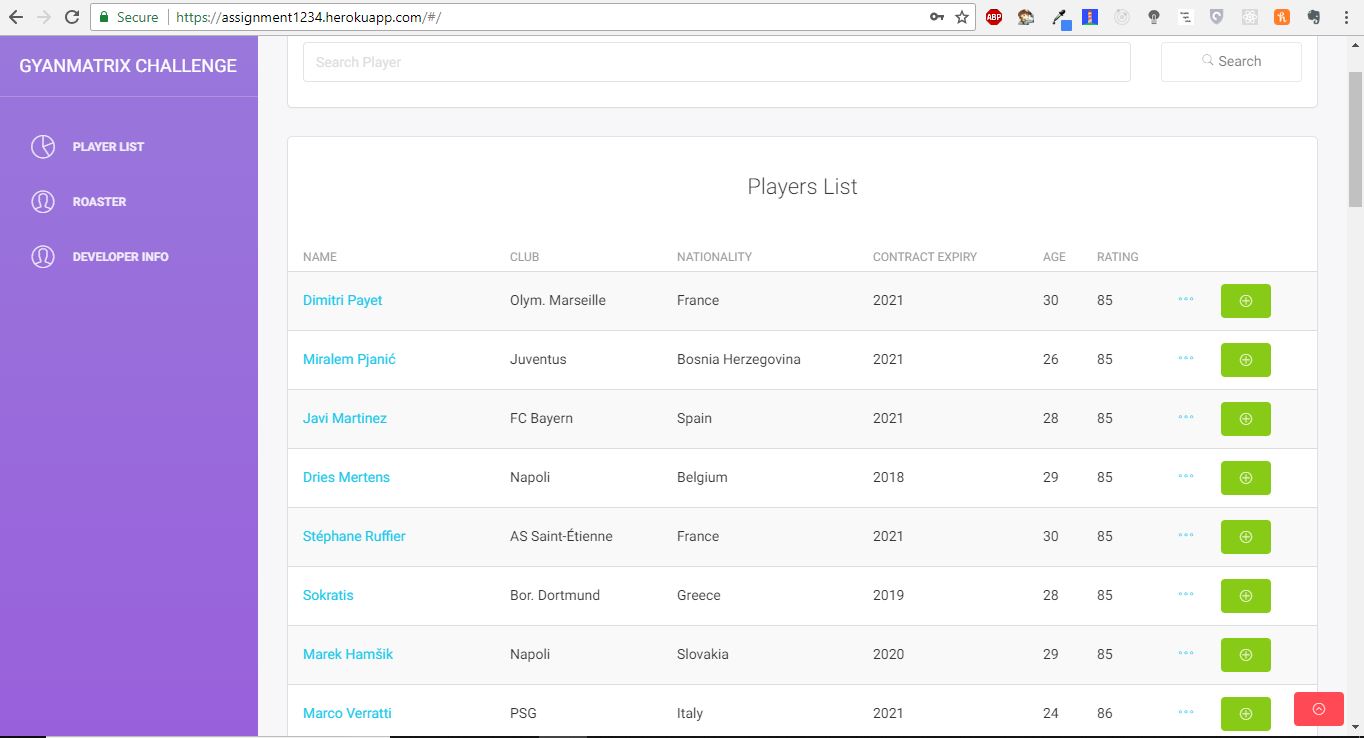 Secure https://assignment1234.herokuapp.com/#/
ABP
GYANMATRIX CHALLENGE
PLAYER LIST
ROASTER
DEVELOPER INFO
Search Player Search
Players List
NAME CLUB NATIONALITY CONTRACT EXPIRY AGE RATING
Dimitri Payet Olym. Marseille France 2021 30 85
Miralem Pjanić Juventus Bosnia Herzegovina 2021 26 85
Javi Martinez FC Bayern Spain 2021 28 85
Dries Mertens Napoli Belgium 2018 29 85
Stéphane Ruffier AS Saint-Étienne France 2021 30 85
Sokratis Bor. Dortmund Greece 2019 28 85
Marek Hamšik Napoli Slovakia 2020 29 85
Marco Verratti PSG Italy 2021 24 86